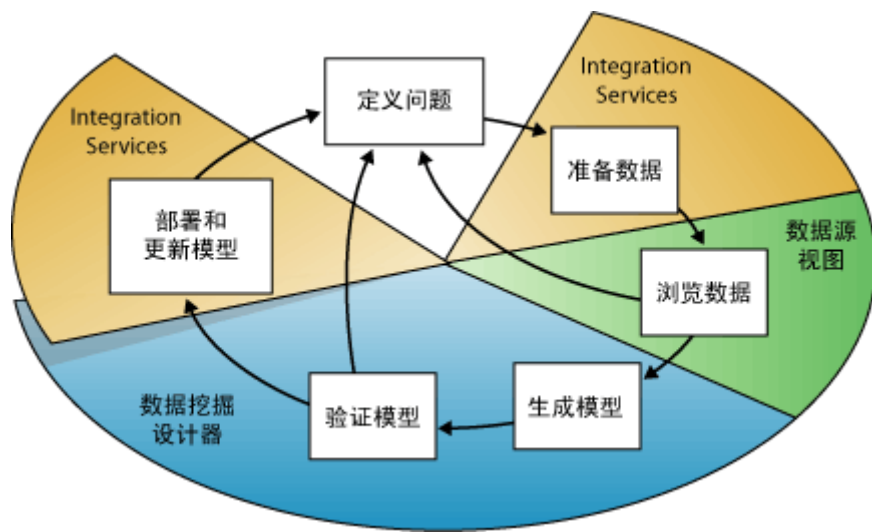 定义问题
Integration
Services
准备数据
数据源
视图
浏览数据
生成模型
验证模型
数据挖掘
设计器
部署和
更新模型
Integration
Services